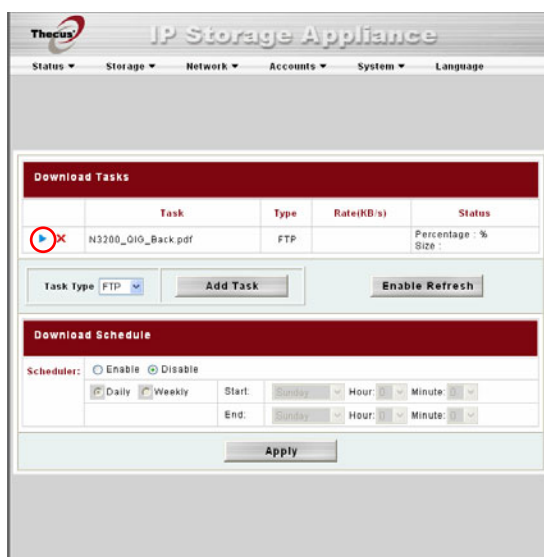 Thecus IP Storage Appliance
Status Storage Network Accounts System Language
Download Tasks
Task Type Rate(KB/s) Status
N3200_QIG_Back.pdf FTP Percentage : %
Size :
Task Type FTP Add Task Enable Refresh
Download Schedule
Scheduler: Enable Disable
Daily Weekly Start: Sunday Hour: 0 Minute: 0
End: Sunday Hour: 0 Minute: 0
Apply